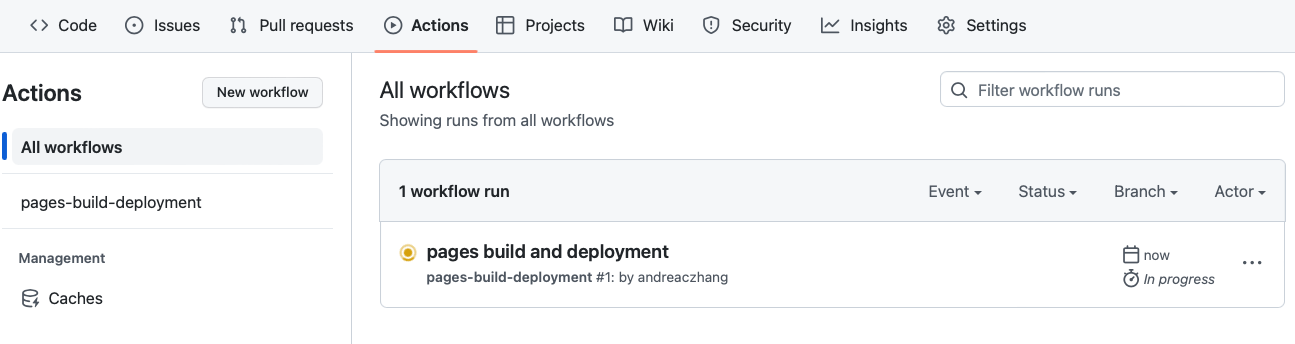 Code Issues Pull requests Actions Projects Wiki Security Insights Settings
Actions New workflow
All workflows
pages-build-deployment
Management
Caches
All workflows
Showing runs from all workflows
Filter workflow runs
1 workflow run Event Status Branch Actor
pages build and deployment
pages-build-deployment #1: by andreaczhang
now
In progress